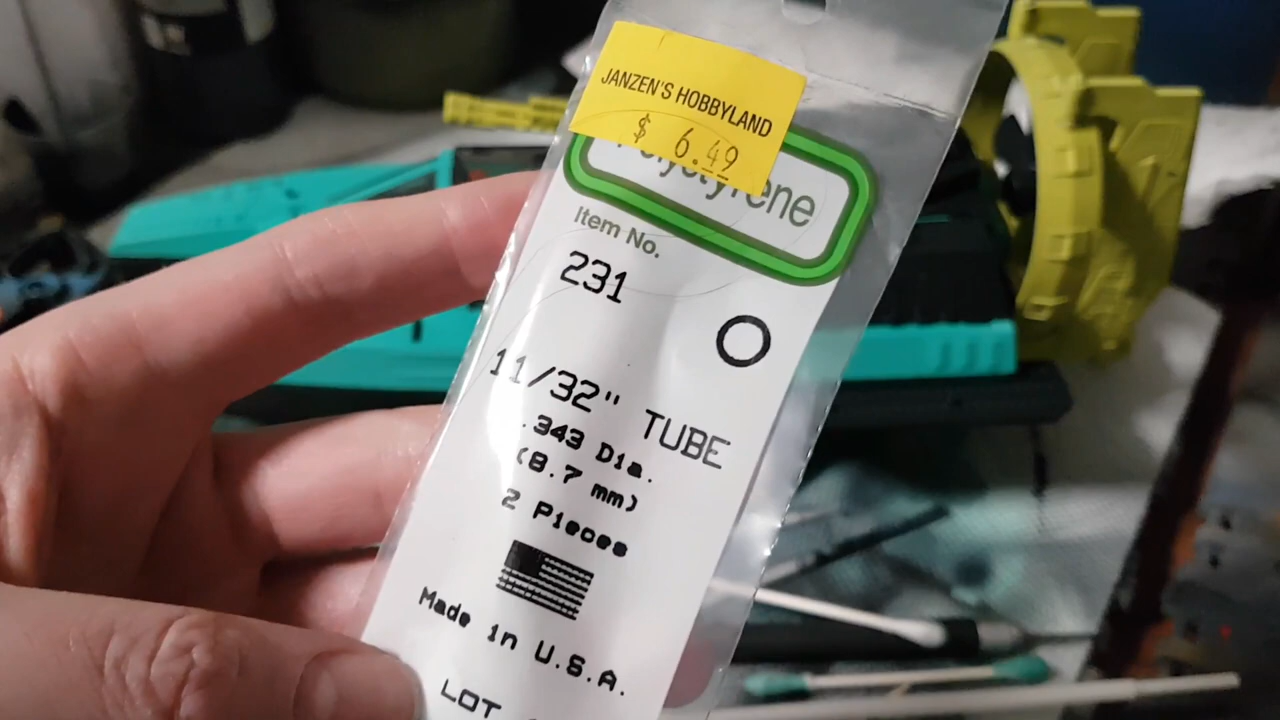 JANZEN'S HOBBYLAND
$ 6.49
Polystyrene
Item No.
231
11/32" TUBE
.343 Dia.
(8.7 mm)
2 Pieces
Made in U.S.A.
LOT